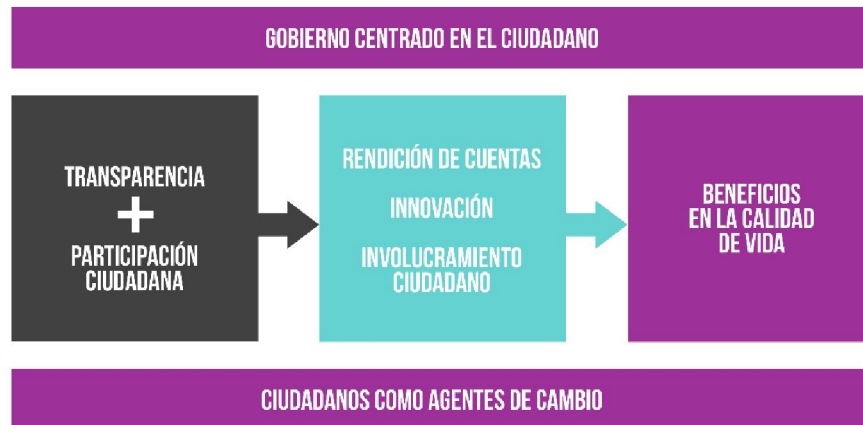 GOBIERNO CENTRADO EN EL CIUDADANO
TRANSPARENCIA
+
PARTICIPACIÓN
CIUDADANA
RENDICIÓN DE CUENTAS
INNOVACIÓN
INVOLUCRAMIENTO
CIUDADANO
BENEFICIOS
EN LA CALIDAD
DE VIDA
CIUDADANOS COMO AGENTES DE CAMBIO